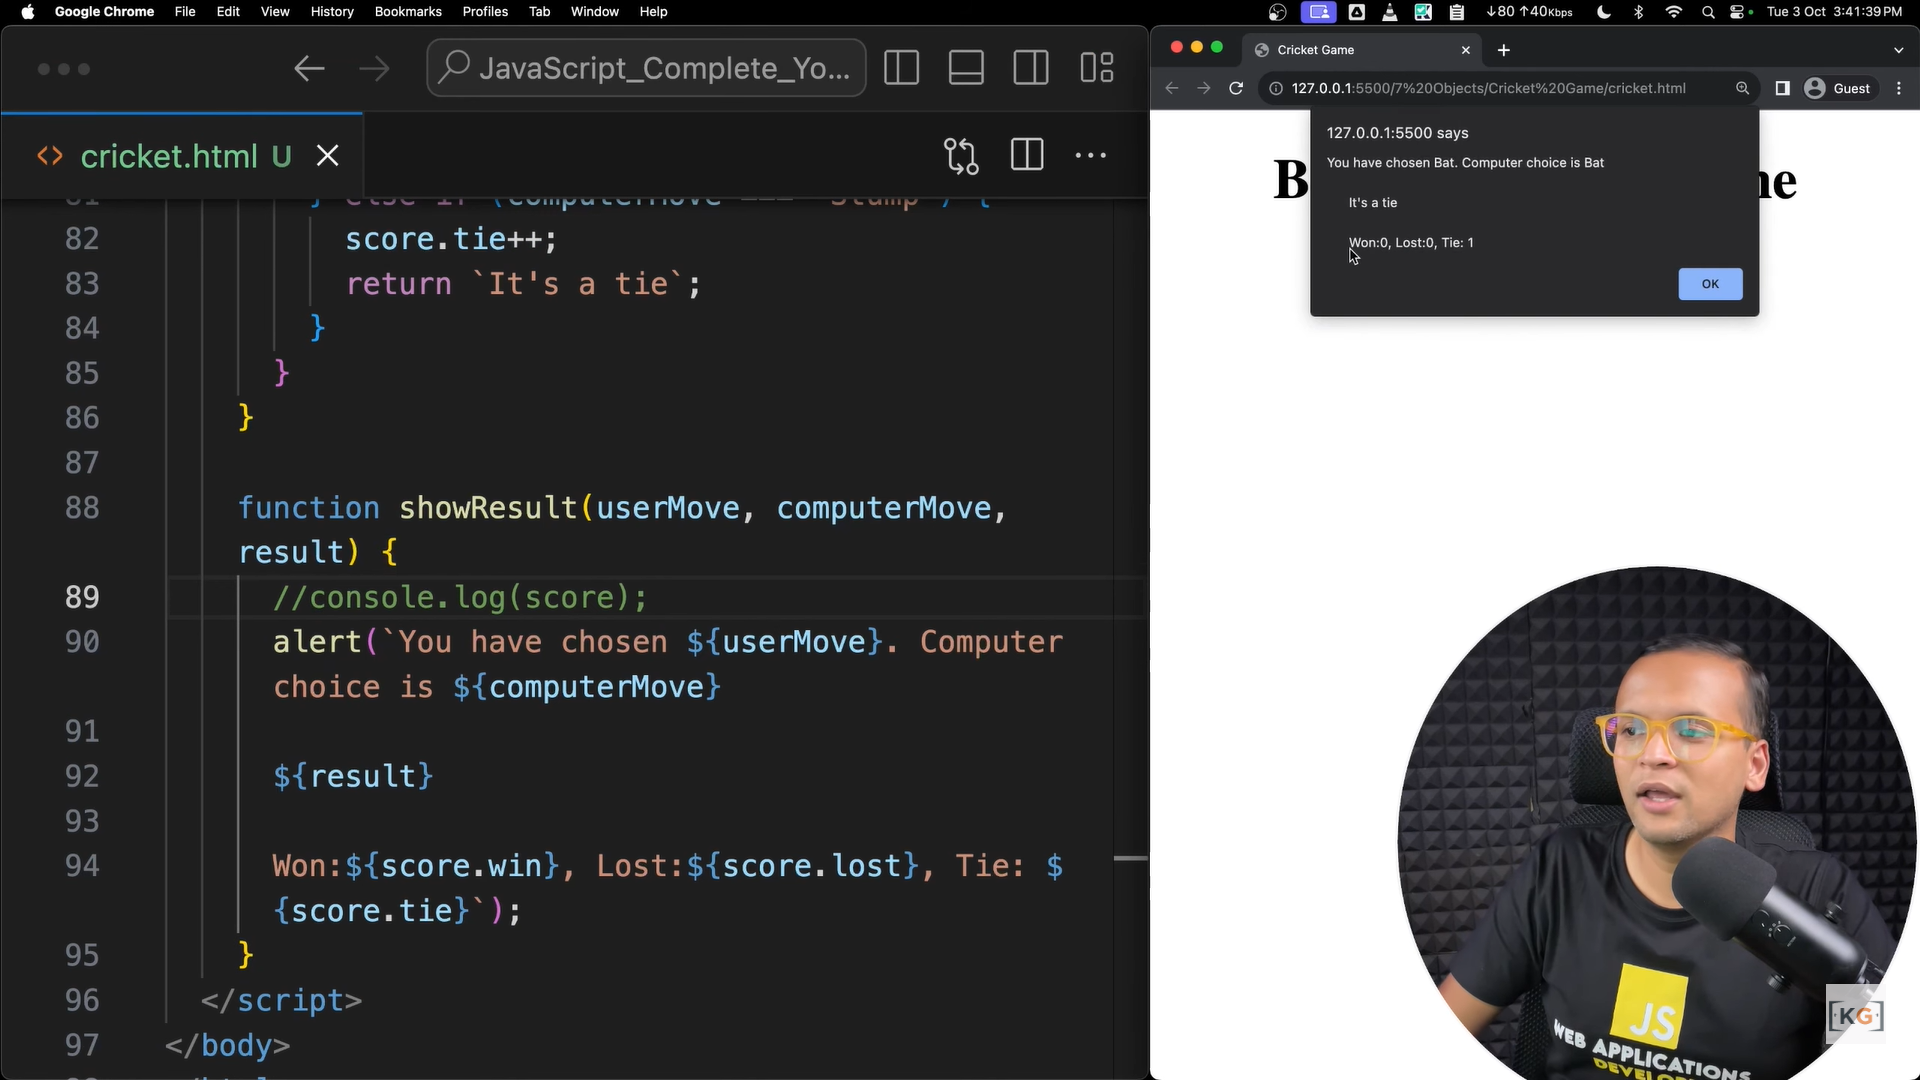 Google Chrome File Edit View History Bookmarks Profiles Tab Window Help
↓80 ↑40Kbps Tue 3 Oct 3:41:39 PM
JavaScript_Complete_Yo...
cricket.html U
81 } else if (computerMove === 'Stump') {
82 score.tie++;
83 return `It's a tie`;
84 }
85 }
86 }
87
88 function showResult(userMove, computerMove,
result) {
89 //console.log(score);
90 alert(`You have chosen ${userMove}. Computer
choice is ${computerMove}
91
92 ${result}
93
94 Won:${score.win}, Lost:${score.lost}, Tie: $
{score.tie}`);
95 }
96 </script>
97 </body>
Cricket Game
127.0.0.1:5500/7%20Objects/Cricket%20Game/cricket.html
Guest
127.0.0.1:5500 says
You have chosen Bat. Computer choice is Bat
It's a tie
Won:0, Lost:0, Tie: 1
OK
JS
WEB APPLICATIONS
KG